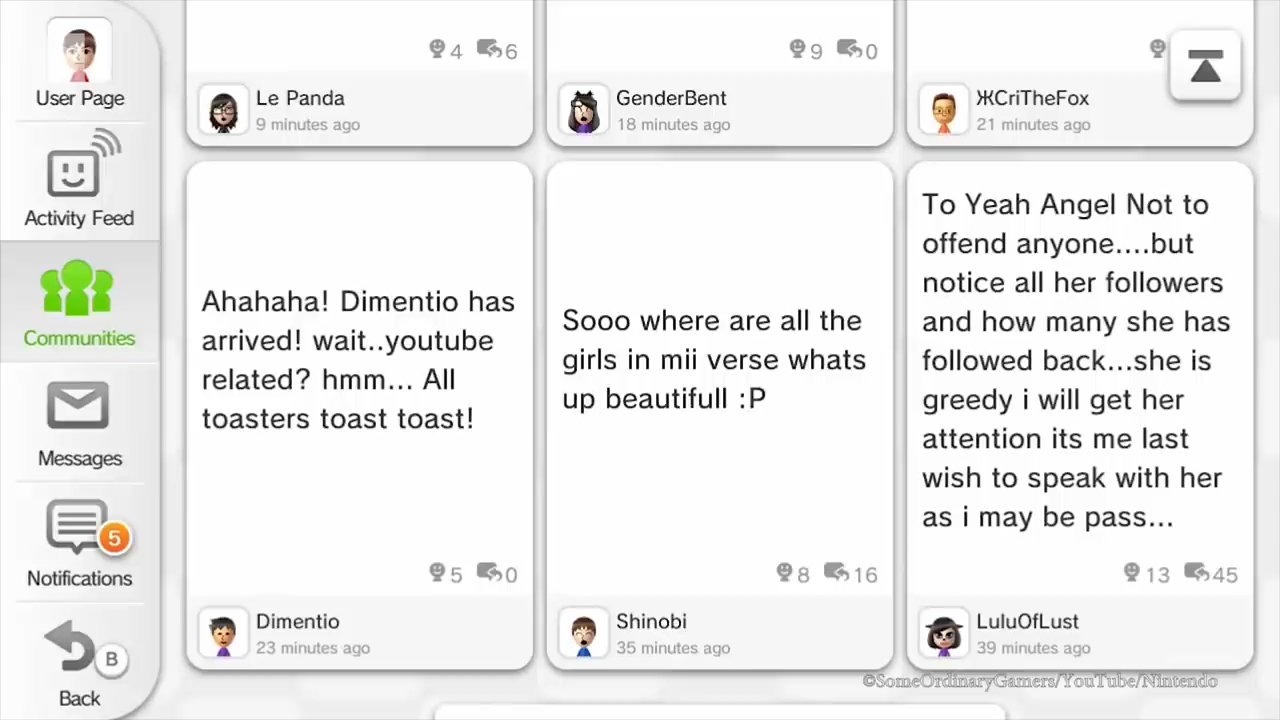 User Page
Activity Feed
Communities
Messages
5
Notifications
B
Back
4 6
Le Panda
9 minutes ago
9 0
GenderBent
18 minutes ago
ЖCriTheFox
21 minutes ago
Ahahaha! Dimentio has
arrived! wait..youtube
related? hmm... All
toasters toast toast!
5 0
Dimentio
23 minutes ago
Sooo where are all the
girls in mii verse whats
up beautifull :P
8 16
Shinobi
35 minutes ago
To Yeah Angel Not to
offend anyone....but
notice all her followers
and how many she has
followed back...she is
greedy i will get her
attention its me last
wish to speak with her
as i may be pass...
13 45
LuluOfLust
39 minutes ago
©SomeOrdinaryGamers/YouTube/Nintendo